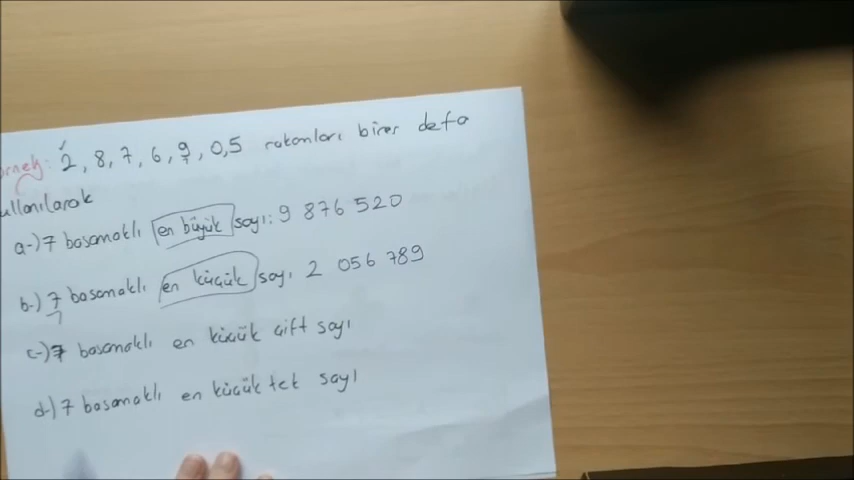 rneğ: 2, 8, 7, 6, 9, 0, 5 rakamları birer defa
ullanılarak
a-) 7 basamaklı en büyük sayı: 9 876 520
b-) 7 basamaklı en küçük sayı 2 056 789
c-) 7 basamaklı en küçük çift sayı
d-) 7 basamaklı en küçük tek sayı